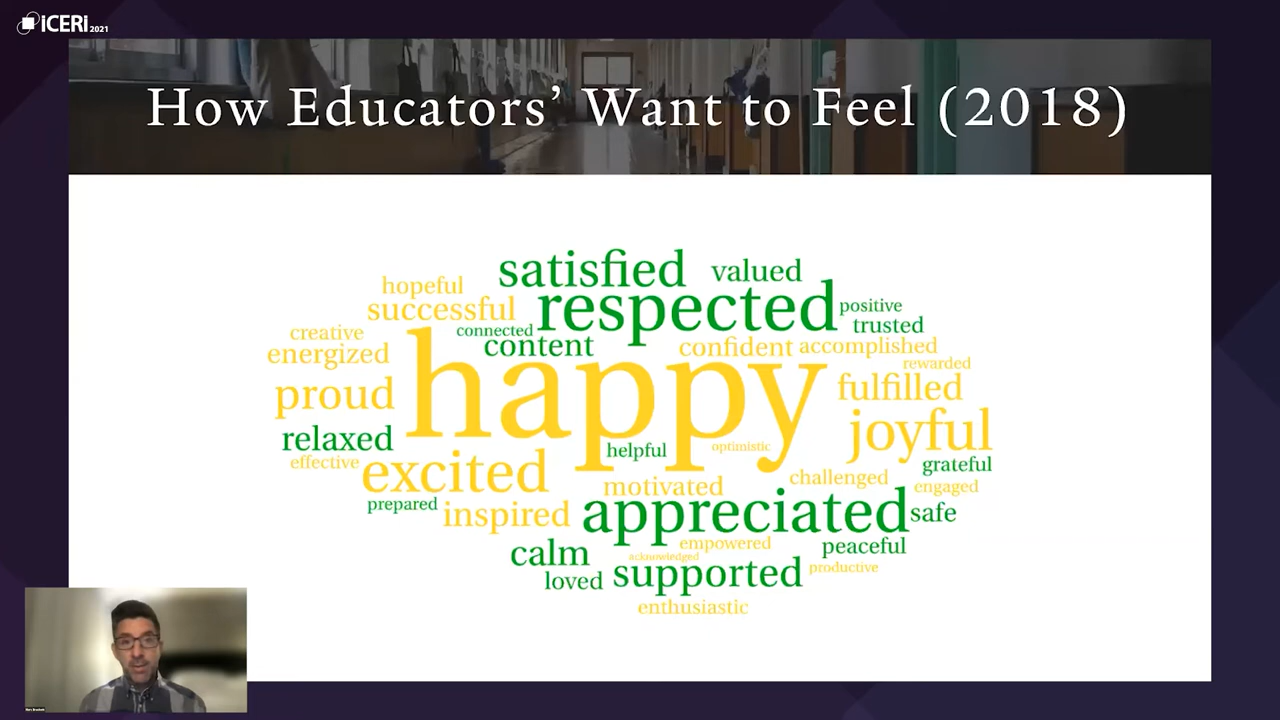 iCERi 2021
How Educators’ Want to Feel (2018)
satisfied
valued
hopeful
respected
successful
positive
trusted
creative
connected
energized
content
confident
accomplished
happy
rewarded
proud
fulfilled
relaxed
joyful
helpful
optimistic
effective
excited
grateful
challenged
motivated
engaged
prepared
inspired
appreciated
safe
calm
empowered
peaceful
acknowledged
loved
supported
productive
enthusiastic